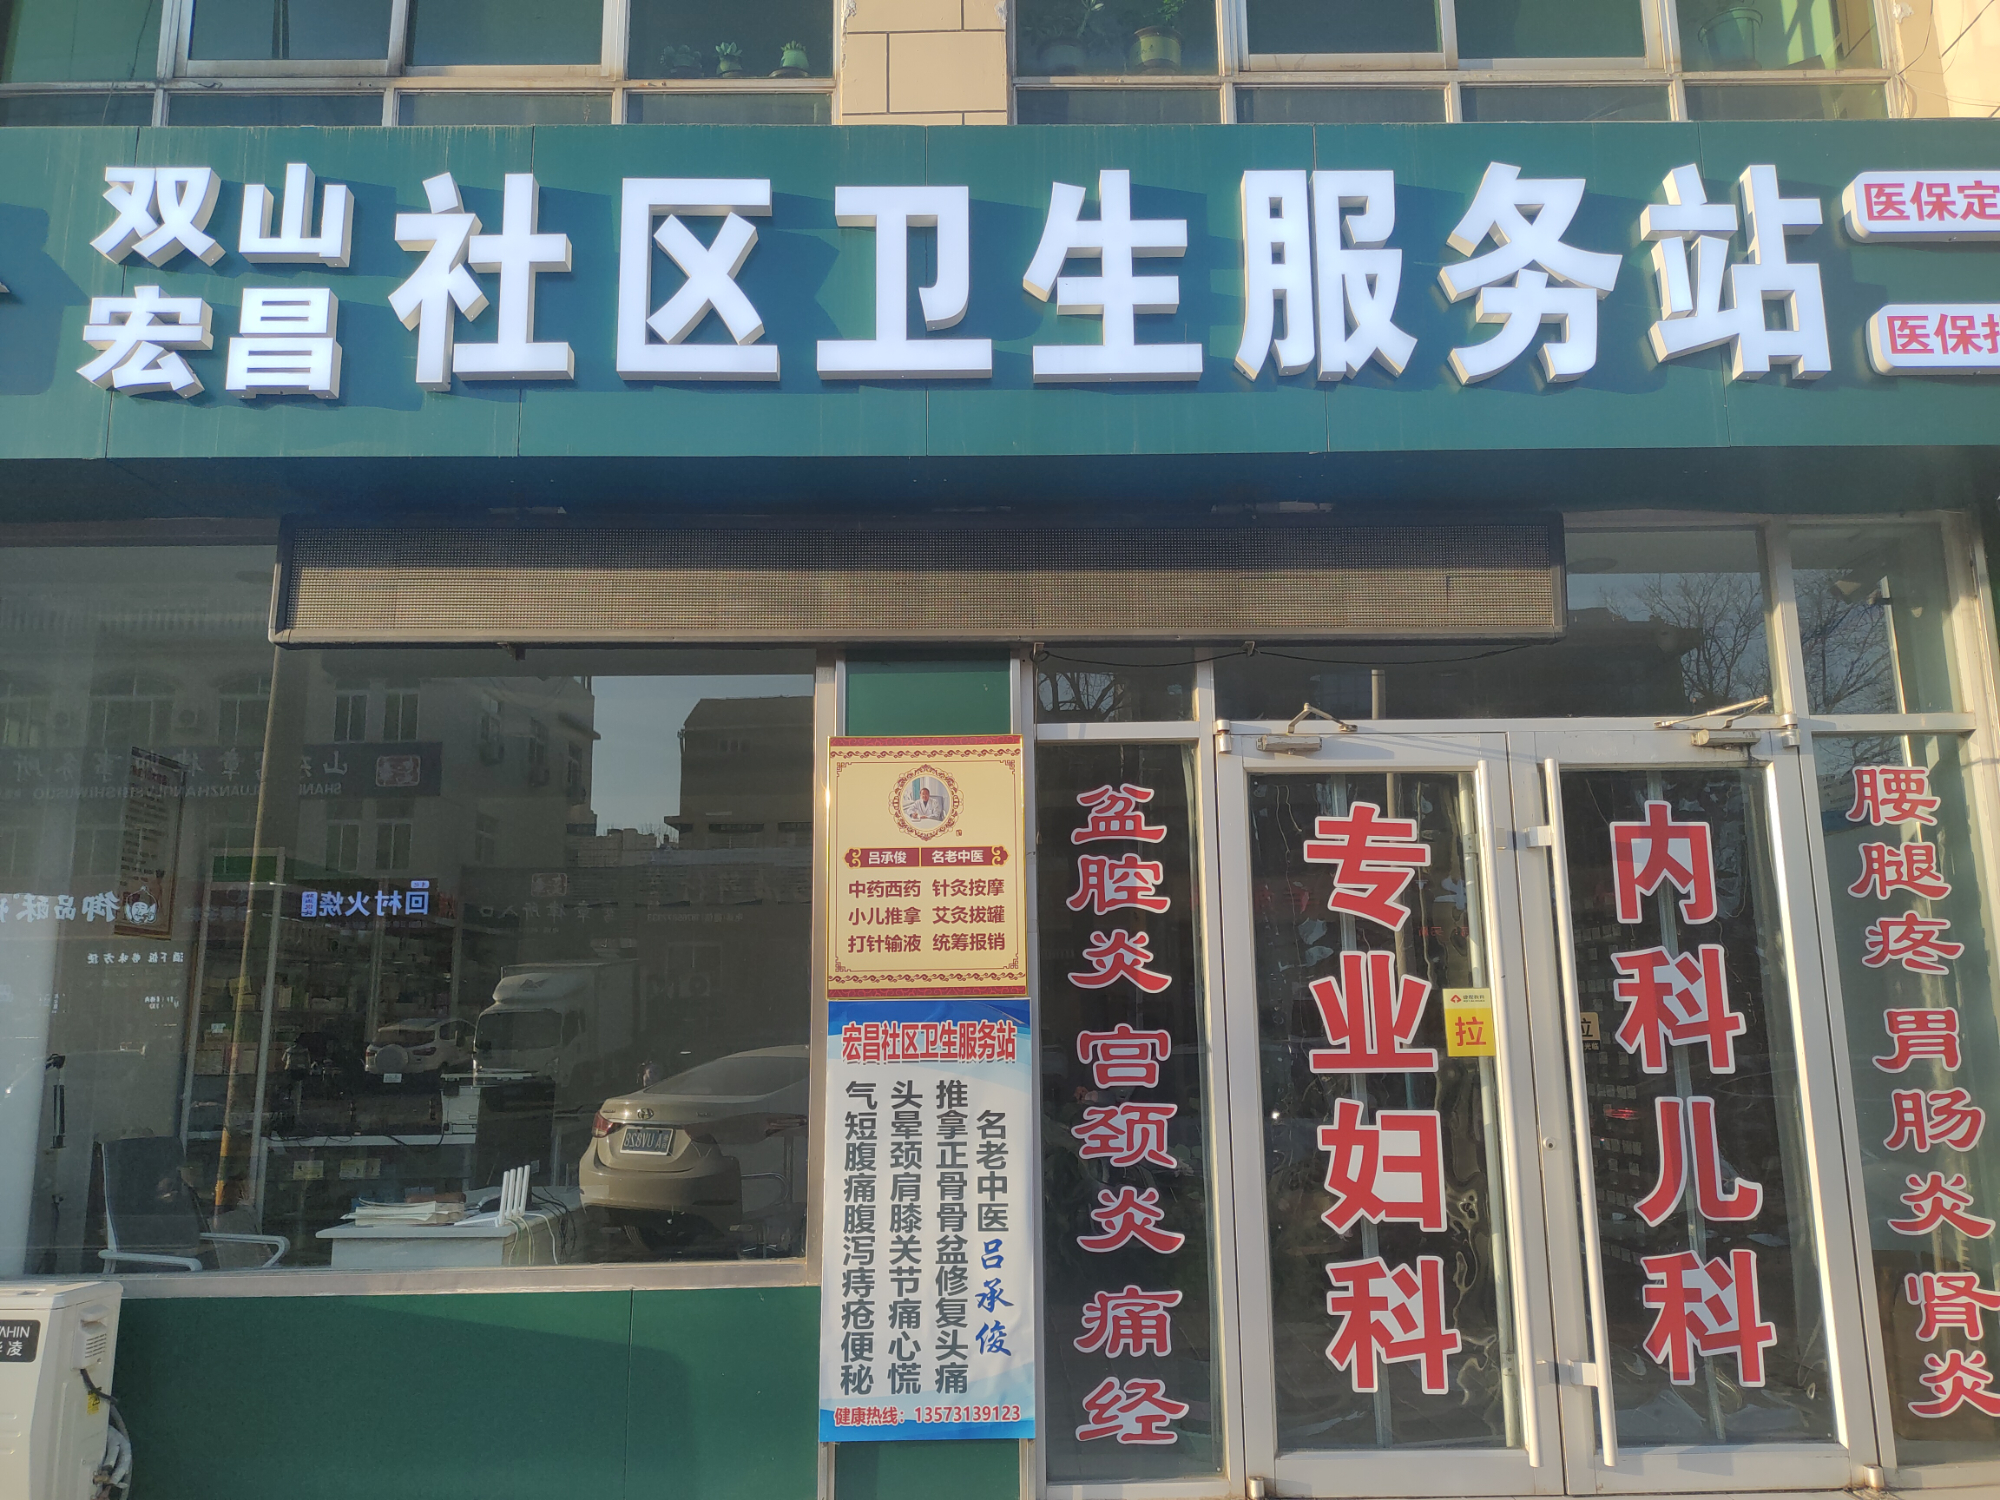 双山
宏昌
社区卫生服务站
医保定
医保
吕承俊 名老中医
中药西药 针灸按摩
小儿推拿 艾灸拔罐
打针输液 统筹报销
宏昌社区卫生服务站
名老中医吕承俊
推拿正骨骨盆修复头痛
头晕颈肩膝关节痛心慌
气短腹痛腹泻痔疮便秘
健康热线：13573139123
盆腔炎 宫颈炎 痛经
专业妇科
拉
内科儿科
腰腿疼 胃肠炎 肾炎
回村火烧
御品酥